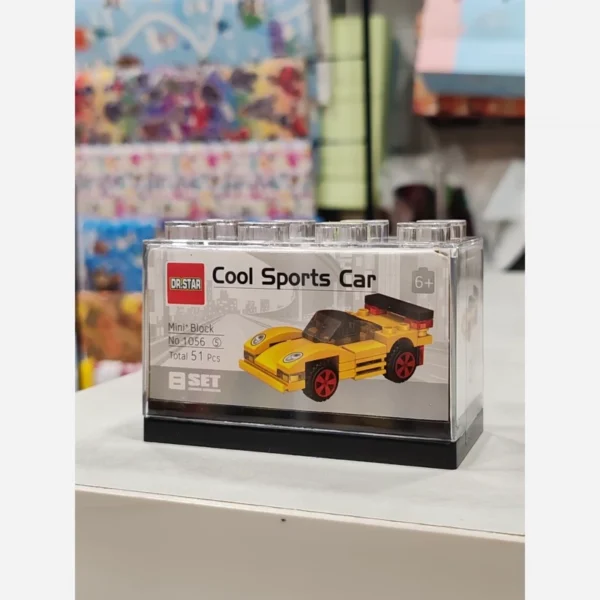 DR.STAR
Cool Sports Car
6+
Mini* Block
No.1056 Ⓢ
Total 51 Pcs
8 SET